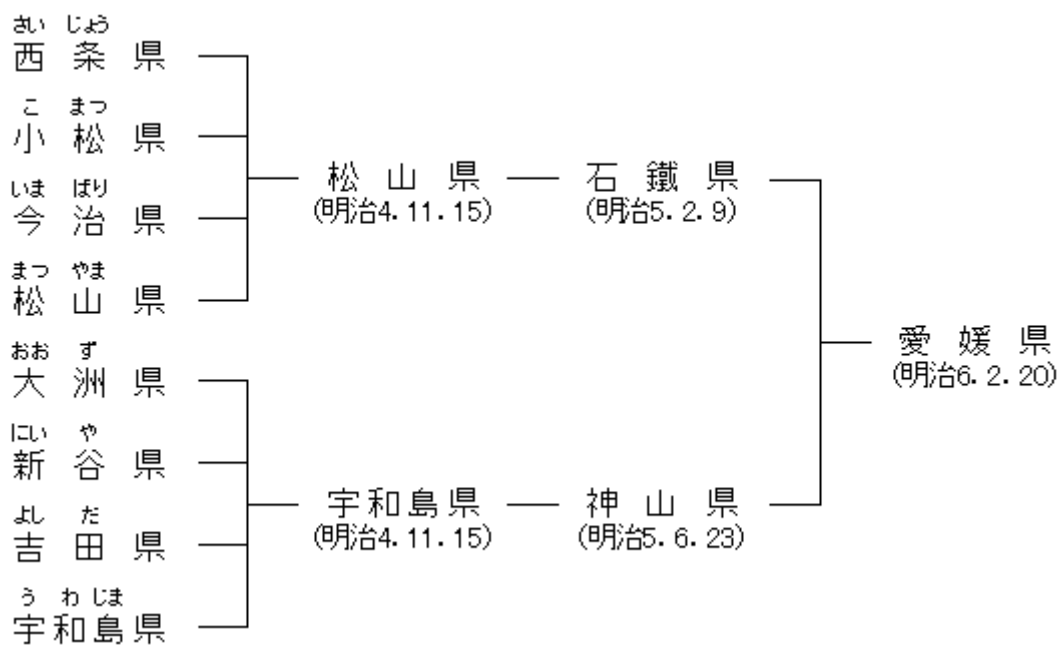 さい じょう
西条県
こ まつ
小松県
いま ばり
今治県
まつ やま
松山県
おお ず
大洲県
にい や
新谷県
よし だ
吉田県
う わ じま
宇和島県
松山県
(明治4.11.15)
宇和島県
(明治4.11.15)
石鐵県
(明治5.2.9)
神山県
(明治5.6.23)
愛媛県
(明治6.2.20)